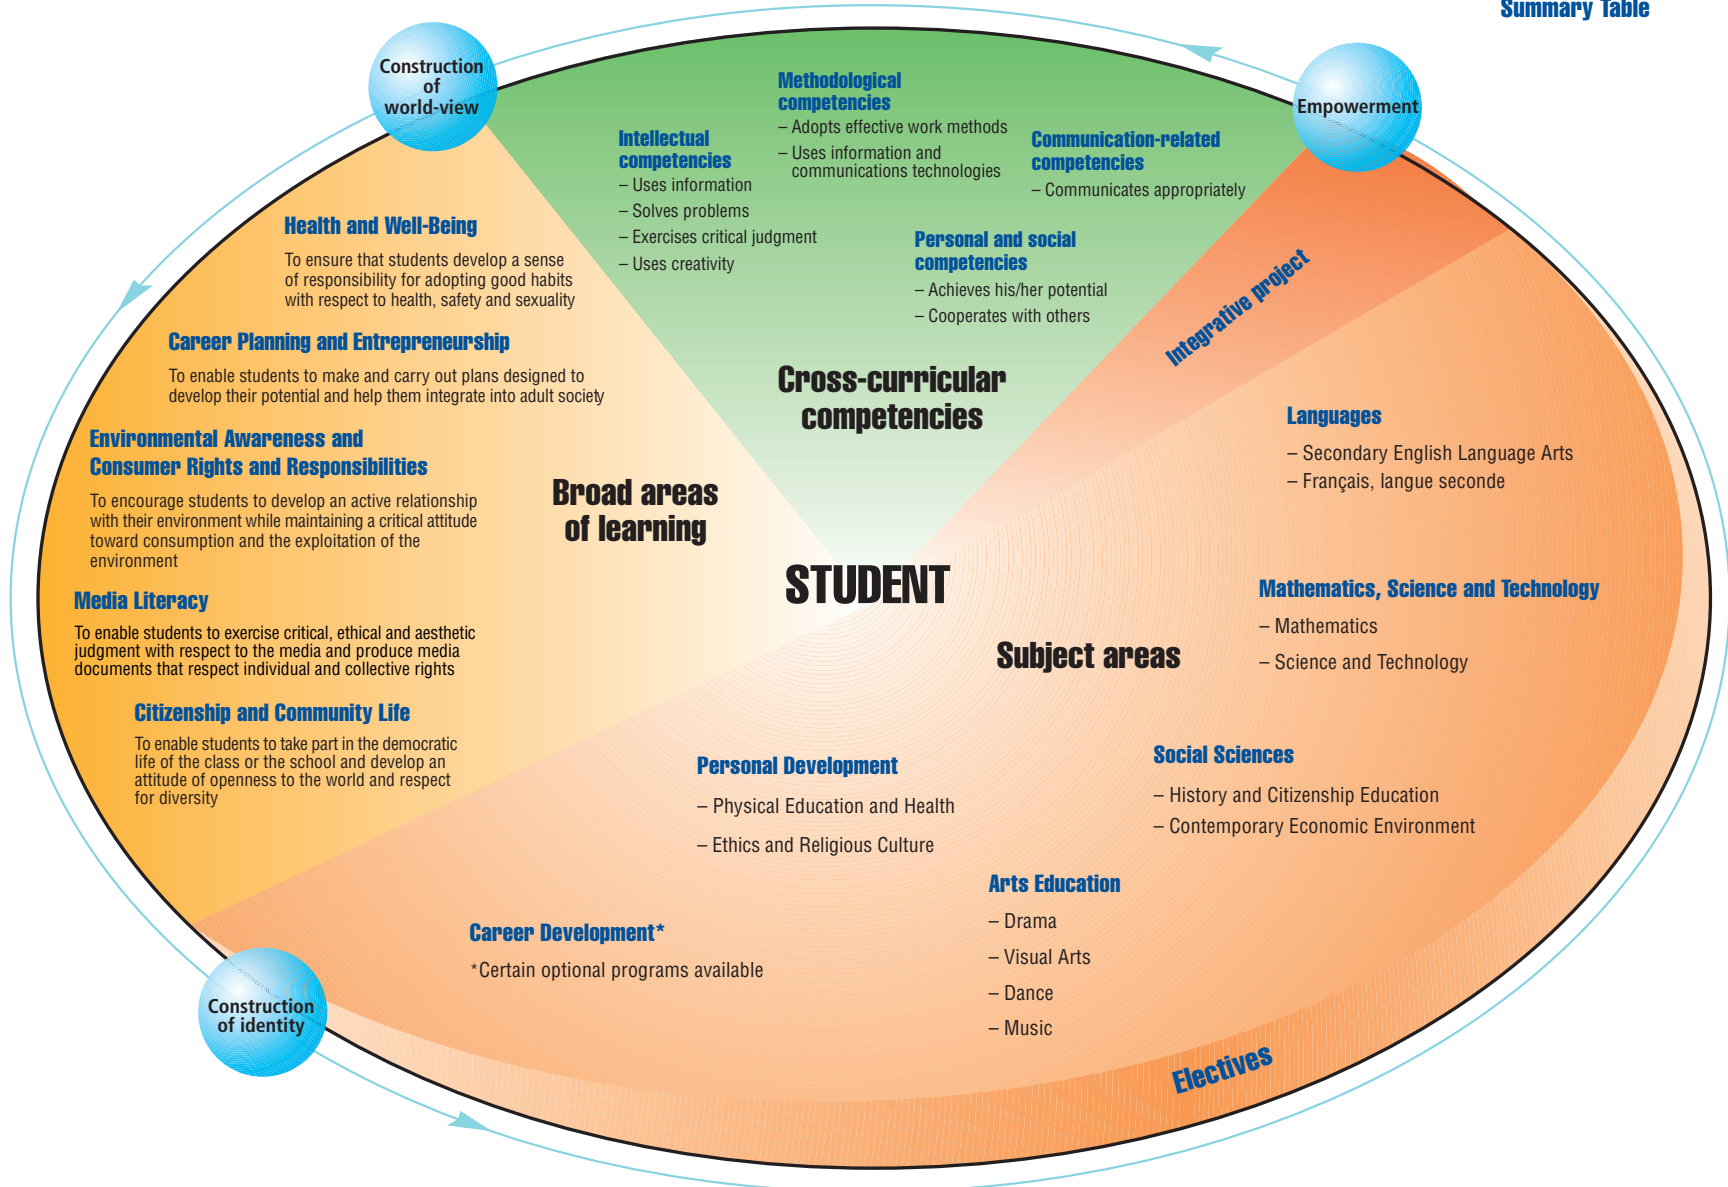 Summary Table
Construction
of
world-view
Empowerment
Methodological
competencies
– Adopts effective work methods
– Uses information and
communications technologies
Intellectual
competencies
– Uses information
– Solves problems
– Exercises critical judgment
– Uses creativity
Communication-related
competencies
– Communicates appropriately
Personal and social
competencies
– Achieves his/her potential
– Cooperates with others
Cross-curricular
competencies
Integrative project
Health and Well-Being
To ensure that students develop a sense
of responsibility for adopting good habits
with respect to health, safety and sexuality
Career Planning and Entrepreneurship
To enable students to make and carry out plans designed to
develop their potential and help them integrate into adult society
Environmental Awareness and
Consumer Rights and Responsibilities
To encourage students to develop an active relationship
with their environment while maintaining a critical attitude
toward consumption and the exploitation of the
environment
Media Literacy
To enable students to exercise critical, ethical and aesthetic
judgment with respect to the media and produce media
documents that respect individual and collective rights
Citizenship and Community Life
To enable students to take part in the democratic
life of the class or the school and develop an
attitude of openness to the world and respect
for diversity
Broad areas
of learning
STUDENT
Subject areas
Languages
– Secondary English Language Arts
– Français, langue seconde
Mathematics, Science and Technology
– Mathematics
– Science and Technology
Social Sciences
– History and Citizenship Education
– Contemporary Economic Environment
Personal Development
– Physical Education and Health
– Ethics and Religious Culture
Arts Education
– Drama
– Visual Arts
– Dance
– Music
Career Development*
*Certain optional programs available
Construction
of identity
Electives